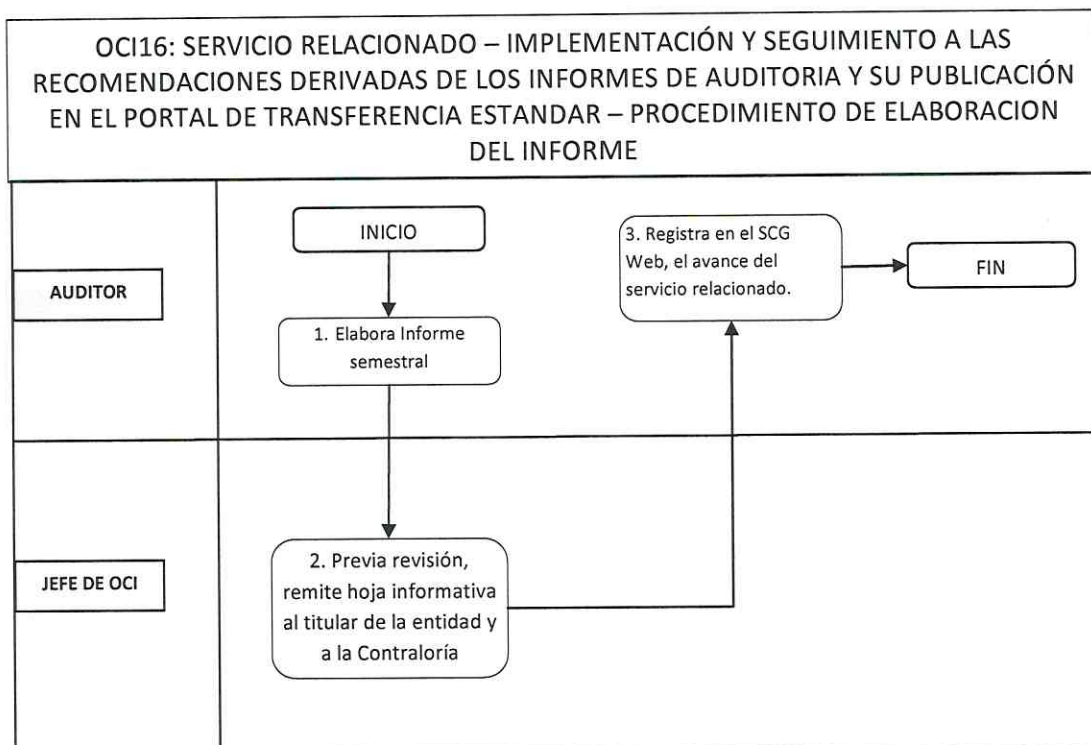 OCI16: SERVICIO RELACIONADO – IMPLEMENTACIÓN Y SEGUIMIENTO A LAS
RECOMENDACIONES DERIVADAS DE LOS INFORMES DE AUDITORIA Y SU PUBLICACIÓN
EN EL PORTAL DE TRANSFERENCIA ESTANDAR – PROCEDIMIENTO DE ELABORACION
DEL INFORME
AUDITOR
INICIO
1. Elabora Informe
semestral
3. Registra en el SCG
Web, el avance del
servicio relacionado.
FIN
JEFE DE OCI
2. Previa revisión,
remite hoja informativa
al titular de la entidad y
a la Contraloría